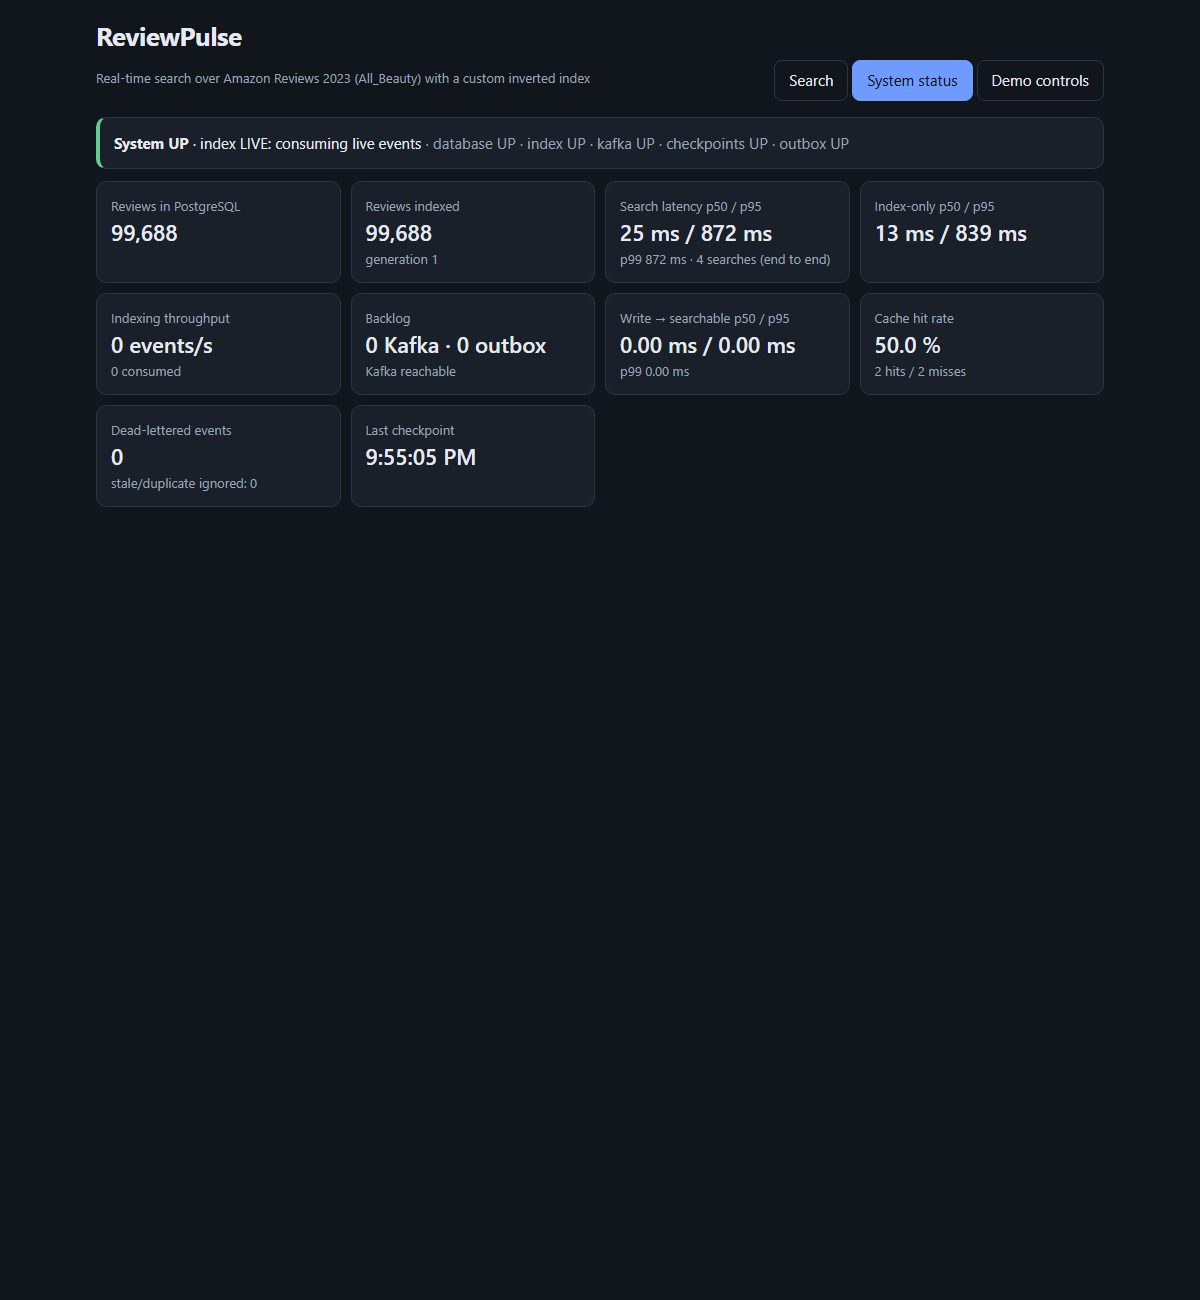 ReviewPulse
Real-time search over Amazon Reviews 2023 (All_Beauty) with a custom inverted index
Search
System status
Demo controls
System UP · index LIVE: consuming live events · database UP · index UP · kafka UP · checkpoints UP · outbox UP
Reviews in PostgreSQL
99,688
Reviews indexed
99,688
generation 1
Search latency p50 / p95
25 ms / 872 ms
p99 872 ms · 4 searches (end to end)
Index-only p50 / p95
13 ms / 839 ms
Indexing throughput
0 events/s
0 consumed
Backlog
0 Kafka · 0 outbox
Kafka reachable
Write → searchable p50 / p95
0.00 ms / 0.00 ms
p99 0.00 ms
Cache hit rate
50.0 %
2 hits / 2 misses
Dead-lettered events
0
stale/duplicate ignored: 0
Last checkpoint
9:55:05 PM